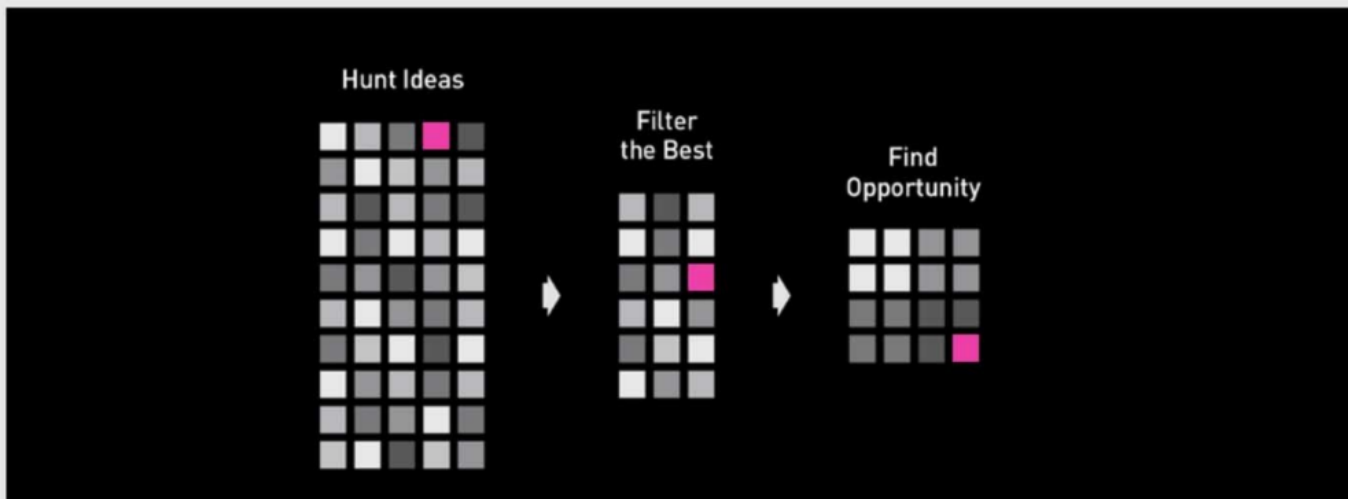 Hunt Ideas
Filter
the Best
Find
Opportunity